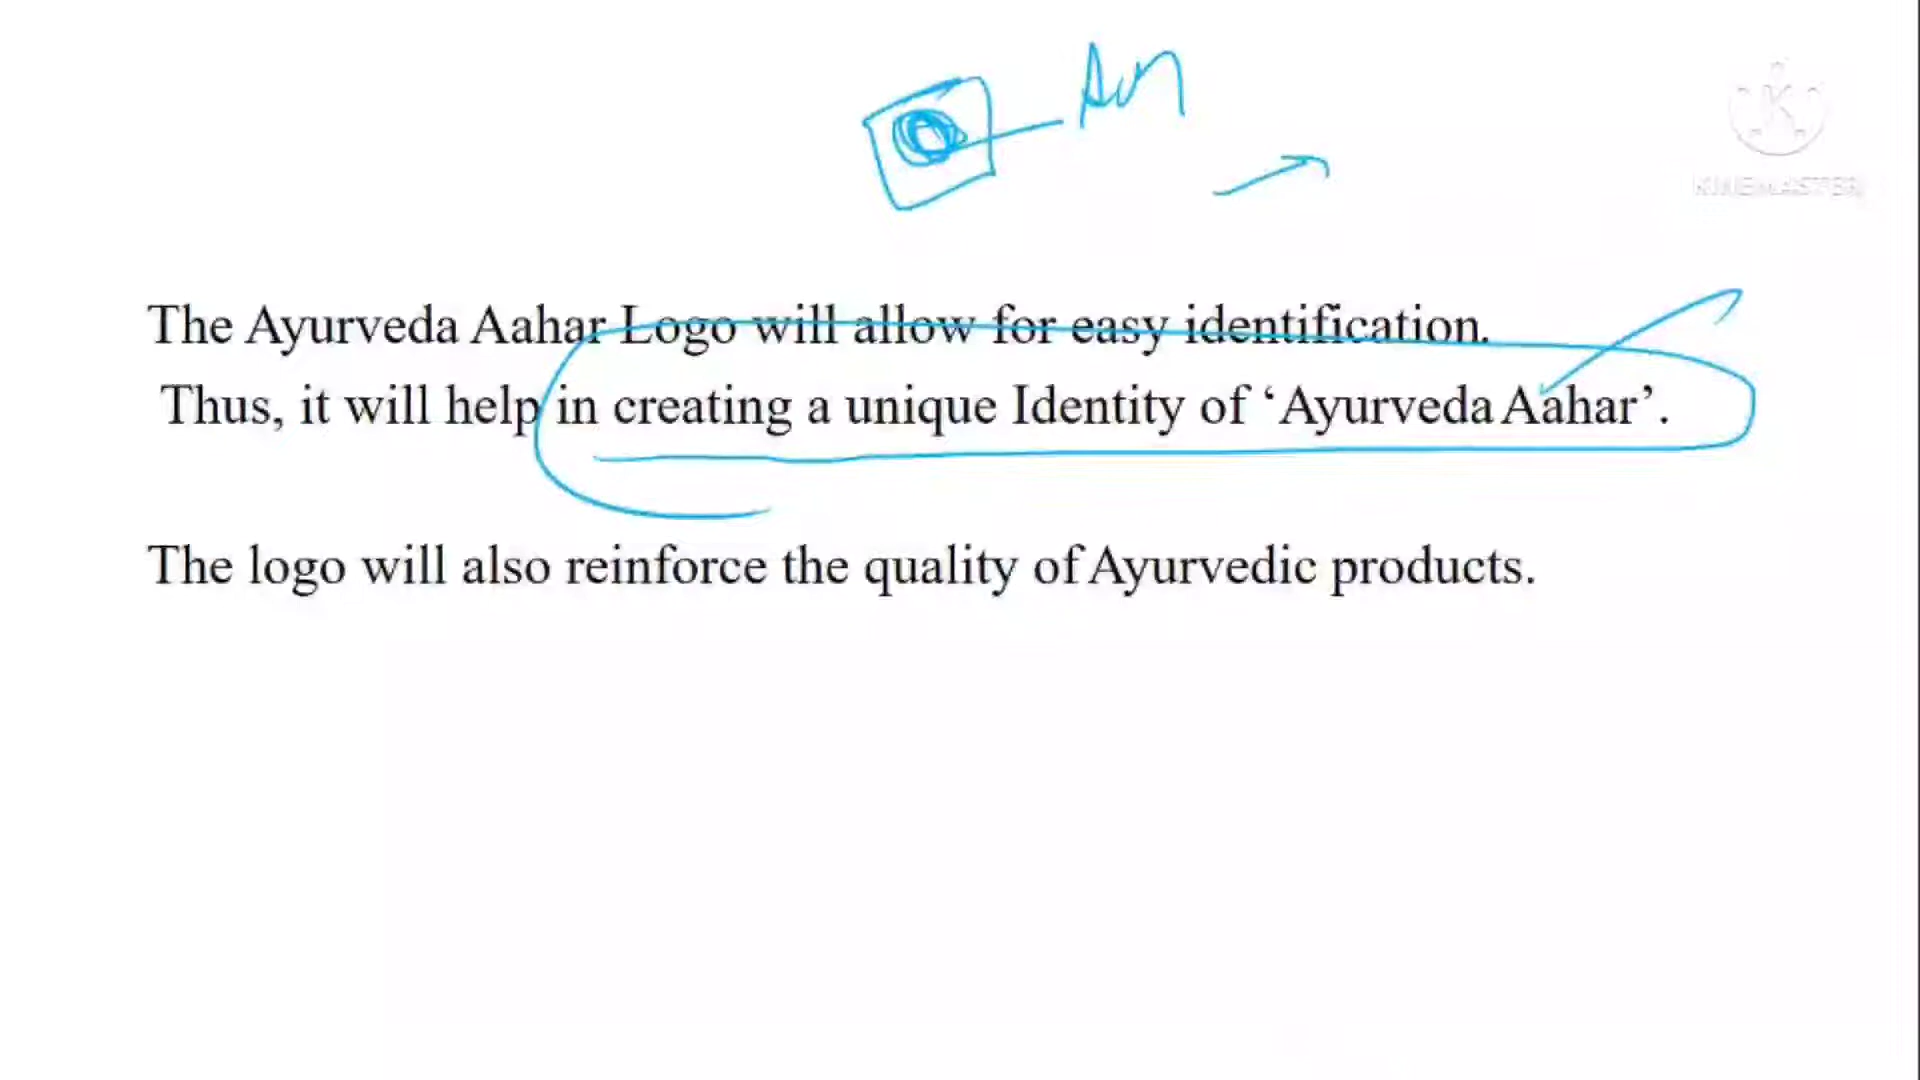 KINEMASTER
The Ayurveda Aahar Logo will allow for easy identification.
Thus, it will help in creating a unique Identity of ‘Ayurveda Aahar’.
The logo will also reinforce the quality of Ayurvedic products.